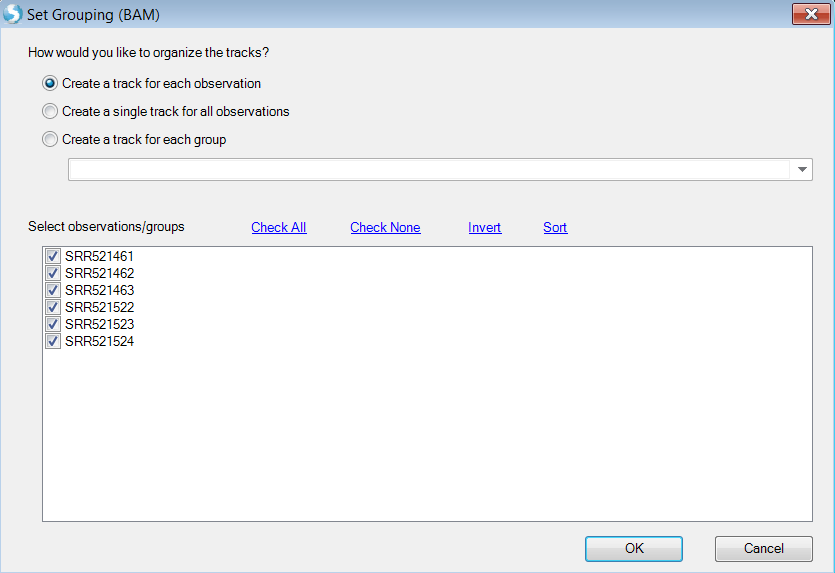 Set Grouping (BAM)
How would you like to organize the tracks?
Create a track for each observation
Create a single track for all observations
Create a track for each group
Select observations/groups Check All Check None Invert Sort
SRR521461
SRR521462
SRR521463
SRR521522
SRR521523
SRR521524
OK Cancel